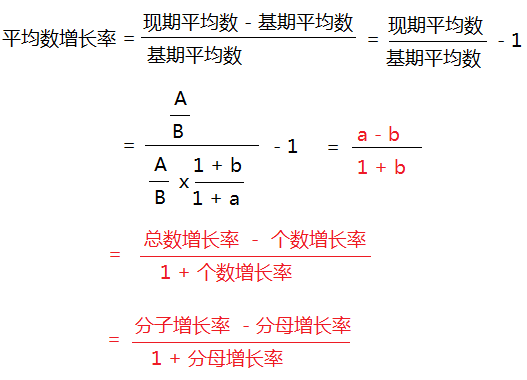 平均数增长率 = (现期平均数 - 基期平均数) / 基期平均数 = 现期平均数 / 基期平均数 - 1
= (A / B) / (A / B x (1 + b) / (1 + a)) - 1 = (a - b) / (1 + b)
= (总数增长率 - 个数增长率) / (1 + 个数增长率)
= (分子增长率 - 分母增长率) / (1 + 分母增长率)